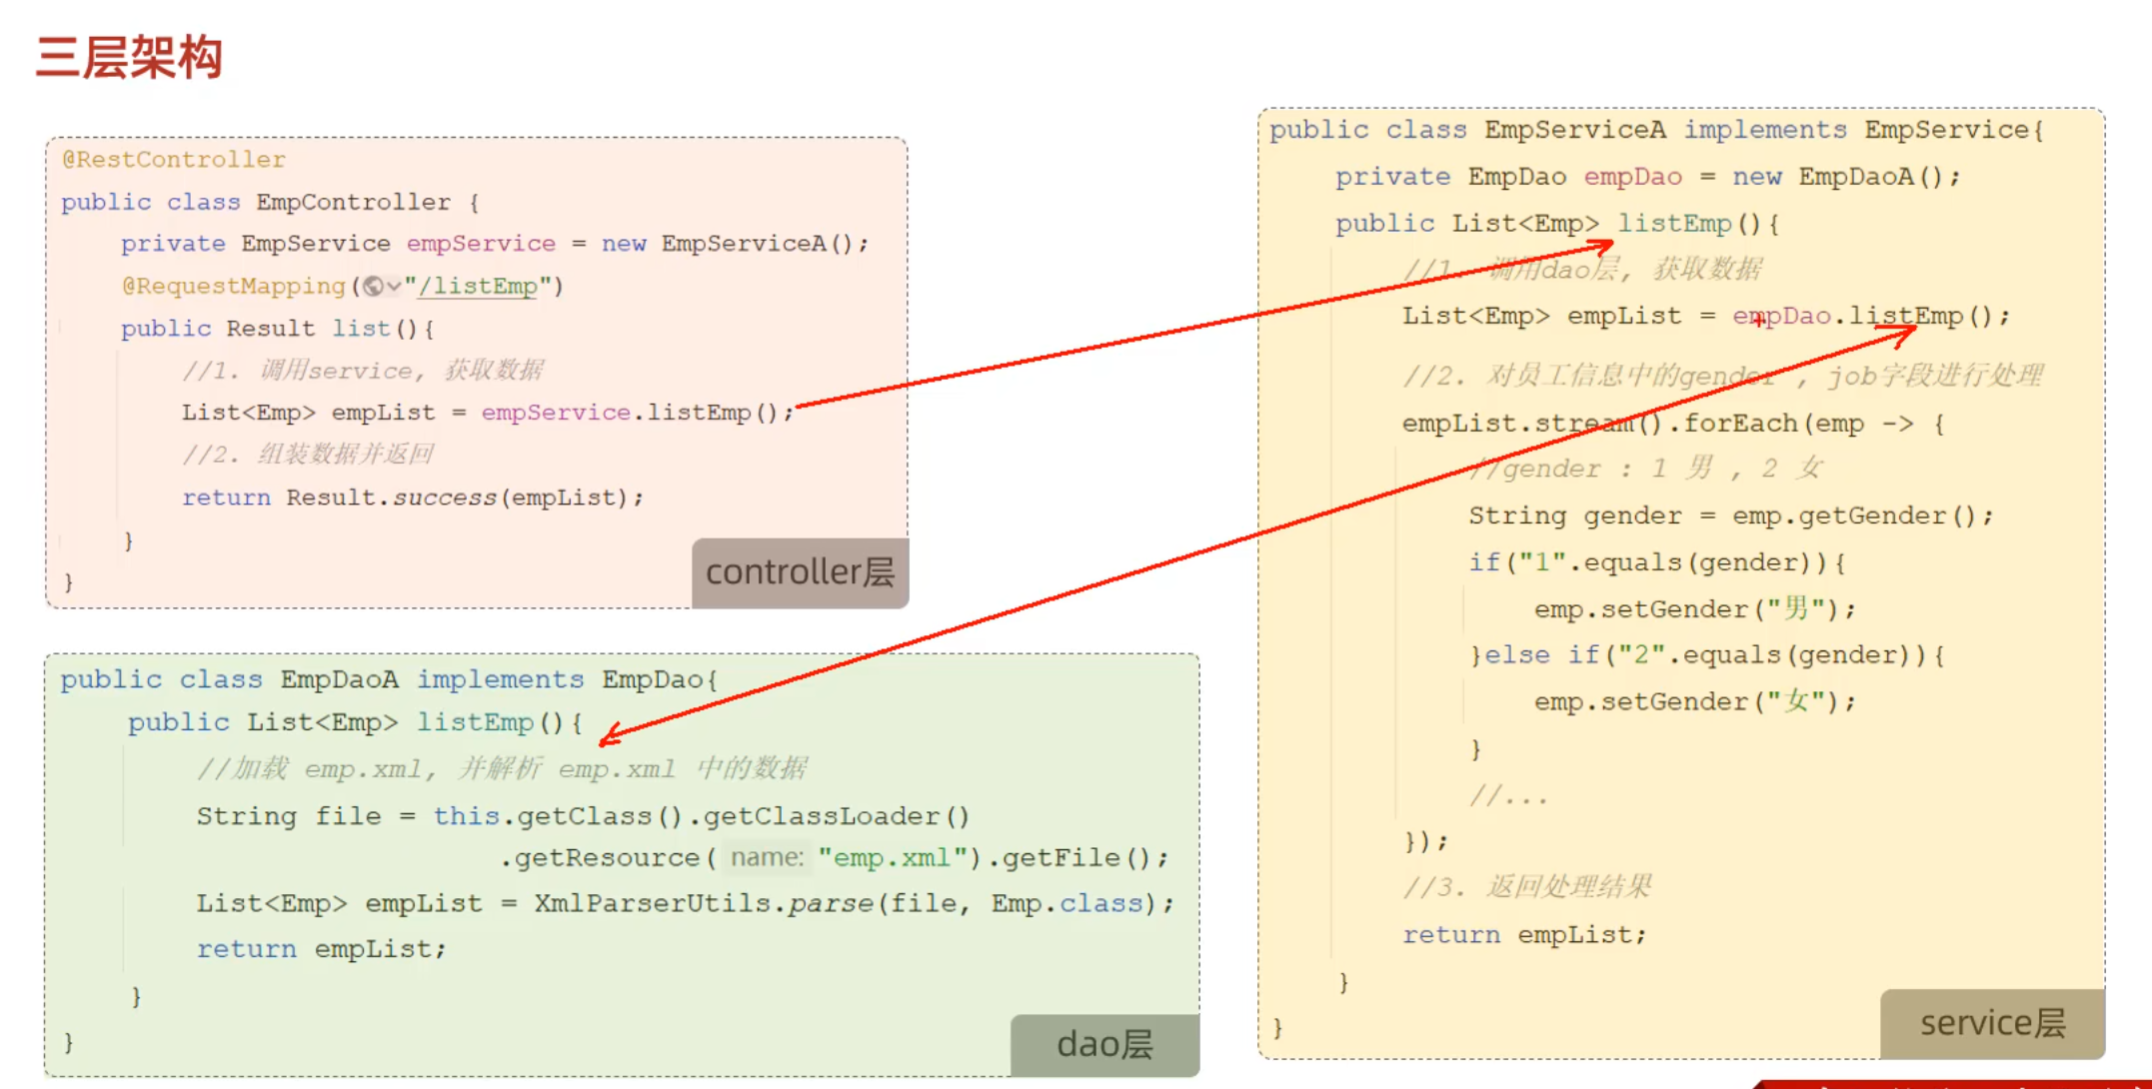 三层架构
@RestController
public class EmpController {
private EmpService empService = new EmpServiceA();
@RequestMapping("/listEmp")
public Result list(){
//1. 调用service, 获取数据
List<Emp> empList = empService.listEmp();
//2. 组装数据并返回
return Result.success(empList);
}
}
controller层
public class EmpDaoA implements EmpDao{
public List<Emp> listEmp(){
//加载 emp.xml, 并解析 emp.xml 中的数据
String file = this.getClass().getClassLoader()
.getResource( name: "emp.xml").getFile();
List<Emp> empList = XmlParserUtils.parse(file, Emp.class);
return empList;
}
}
dao层
public class EmpServiceA implements EmpService{
private EmpDao empDao = new EmpDaoA();
public List<Emp> listEmp(){
//1. 调用dao层, 获取数据
List<Emp> empList = empDao.listEmp();
//2. 对员工信息中的gender , job字段进行处理
empList.stream().forEach(emp -> {
//gender : 1 男 , 2 女
String gender = emp.getGender();
if("1".equals(gender)){
emp.setGender("男");
}else if("2".equals(gender)){
emp.setGender("女");
}
//...
});
//3. 返回处理结果
return empList;
}
}
service层